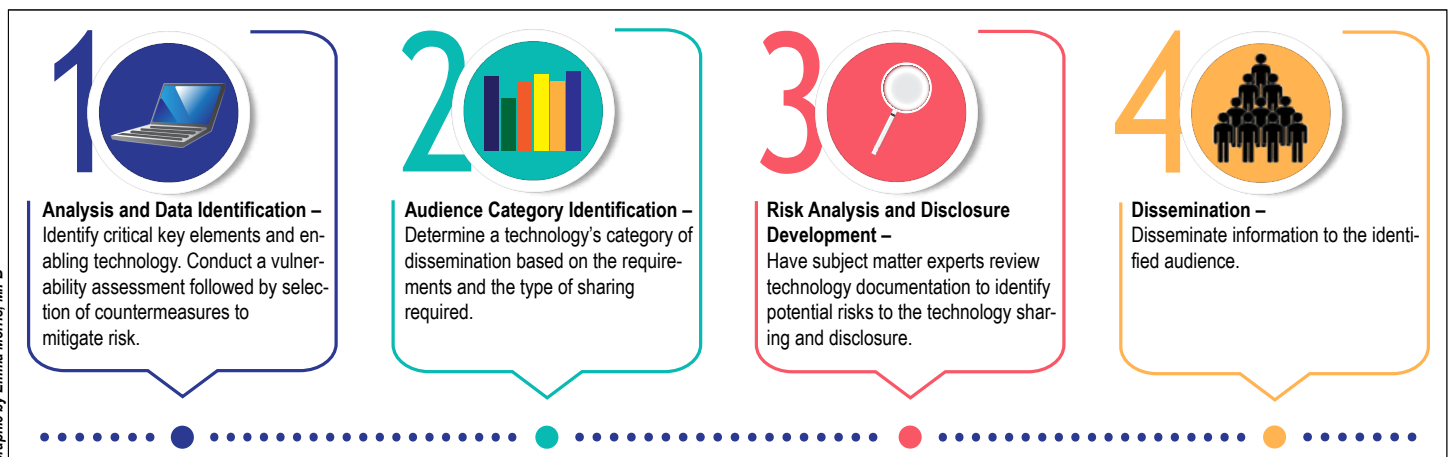 1
Analysis and Data Identification –
Identify critical key elements and en-
abling technology. Conduct a vulner-
ability assessment followed by selec-
tion of countermeasures to
mitigate risk.
2
Audience Category Identification –
Determine a technology's category of
dissemination based on the require-
ments and the type of sharing
required.
3
Risk Analysis and Disclosure
Development –
Have subject matter experts review
technology documentation to identify
potential risks to the technology shar-
ing and disclosure.
4
Dissemination –
Disseminate information to the identi-
fied audience.
by Emma Morris,